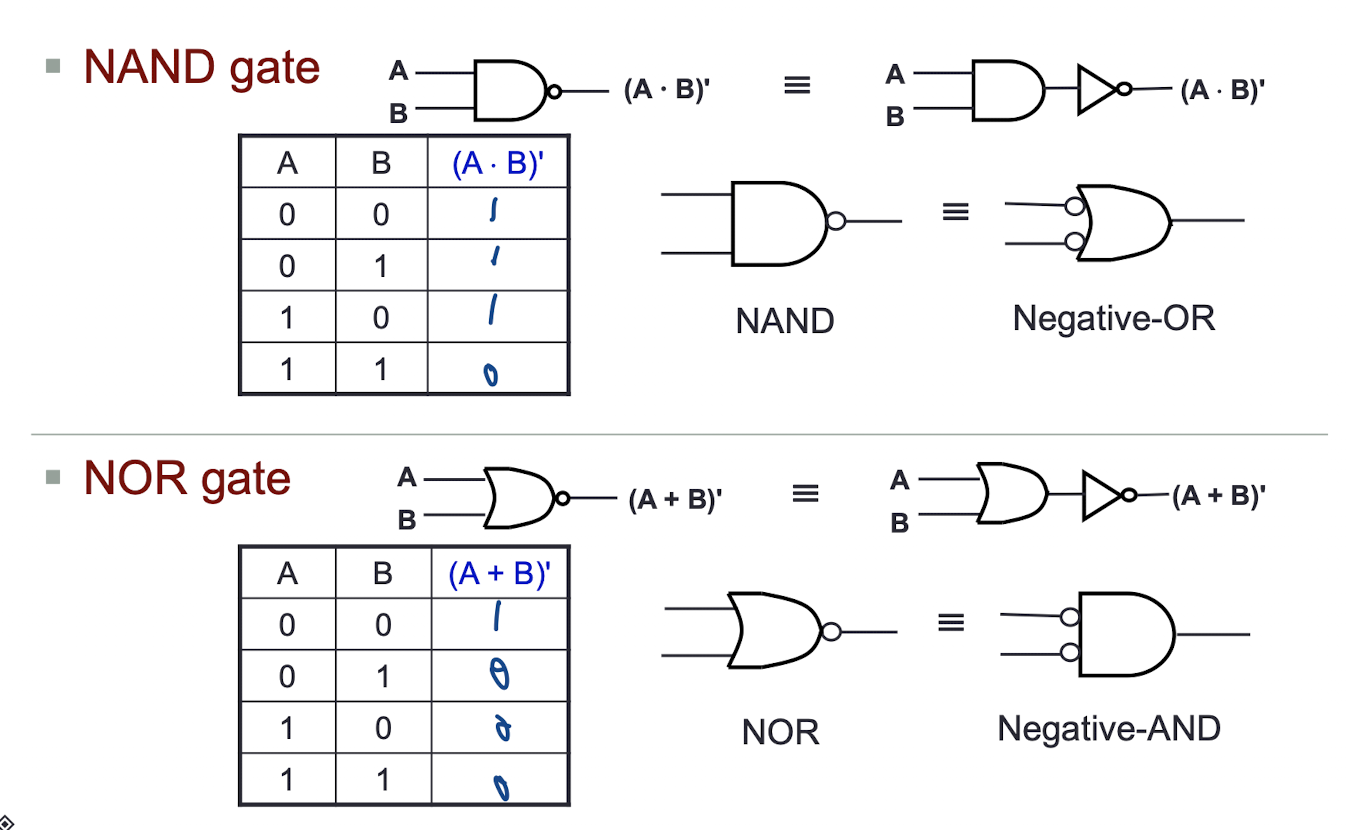 NAND gate
A
B
(A · B)'
≡
A
B
(A · B)'
A B (A · B)'
0 0 1
0 1 1
1 0 1
1 1 0
≡
NAND
Negative-OR
NOR gate
A
B
(A + B)'
≡
A
B
(A + B)'
A B (A + B)'
0 0 1
0 1 0
1 0 0
1 1 0
≡
NOR
Negative-AND